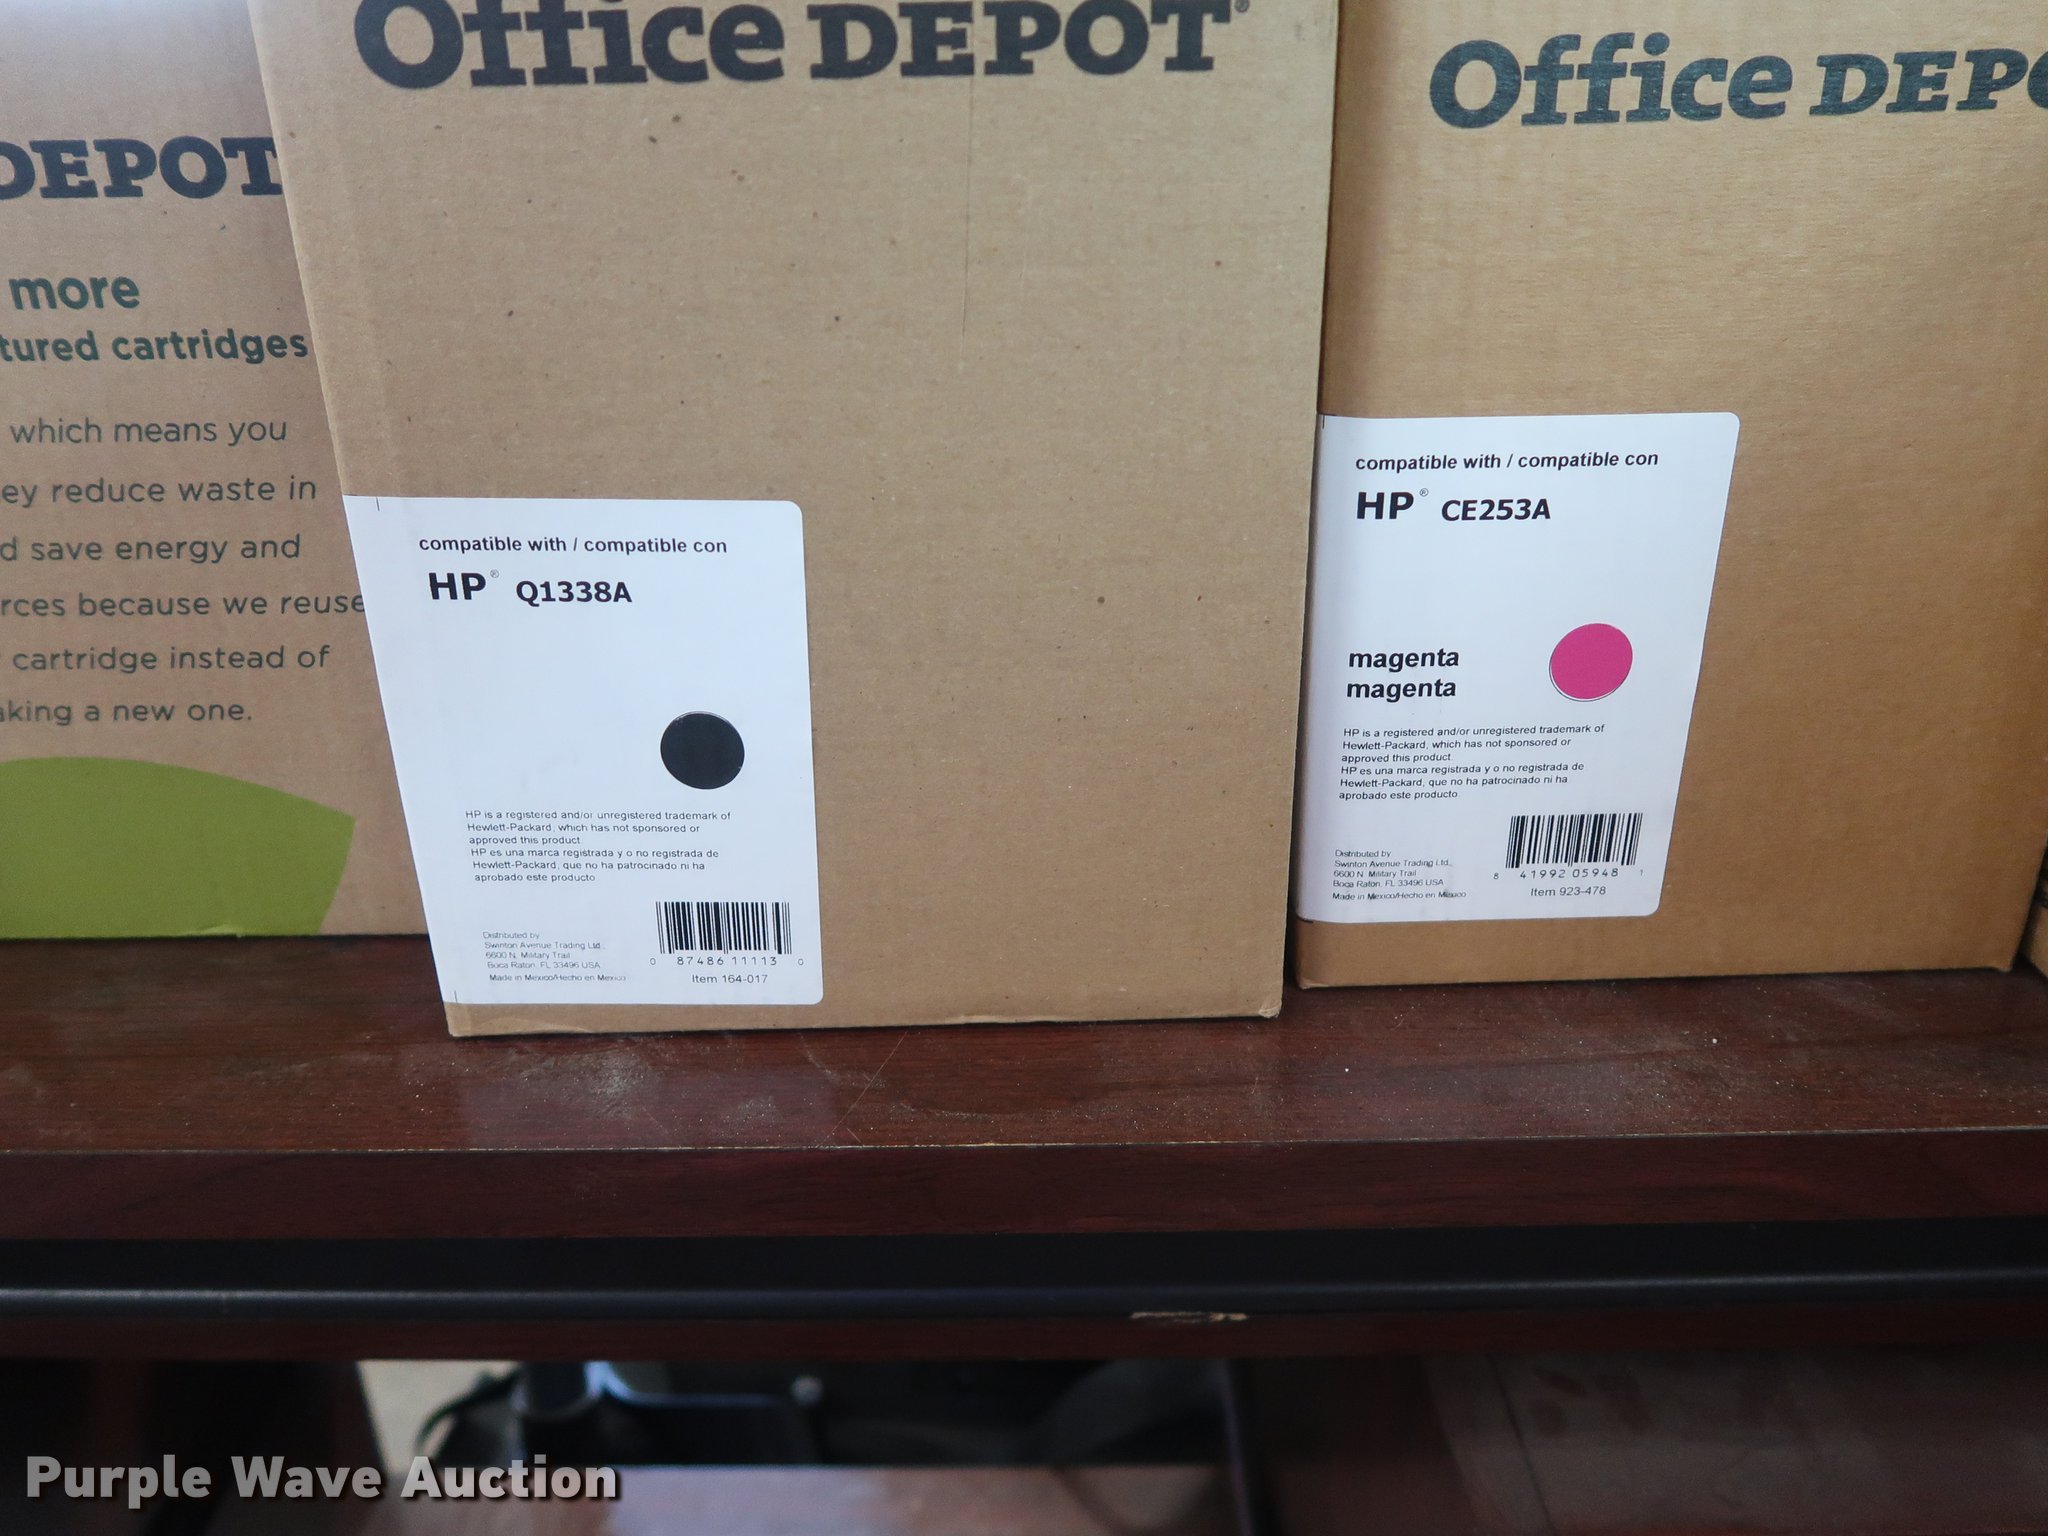 DEPOT
more
tured cartridges
which means you
ey reduce waste in
d save energy and
rces because we reuse
cartridge instead of
aking a new one.
Office DEPOT®
compatible with / compatible con
HP® Q1338A
HP is a registered and/or unregistered trademark of
Hewlett-Packard, which has not sponsored or
approved this product
HP es una marca registrada y o no registrada de
Hewlett-Packard, que no ha patrocinado ni ha
aprobado este producto
Distributed by
Swinton Avenue Trading Ltd.,
6600 N. Military Trail
Boca Raton, FL 33496 USA
Made in Mexico/Hecho en Mexico
0 87486 11113 0
Item 164-017
Office DEPO
compatible with / compatible con
HP® CE253A
magenta
magenta
HP is a registered and/or unregistered trademark of
Hewlett-Packard, which has not sponsored or
approved this product
HP es una marca registrada y o no registrada de
Hewlett-Packard, que no ha patrocinado ni ha
aprobado este producto
Distributed by
Swinton Avenue Trading Ltd.,
6600 N. Military Trail
Boca Raton, FL 33496 USA
Made in Mexico/Hecho en Mexico
8 41992 05948 1
Item 923-478
Purple Wave Auction